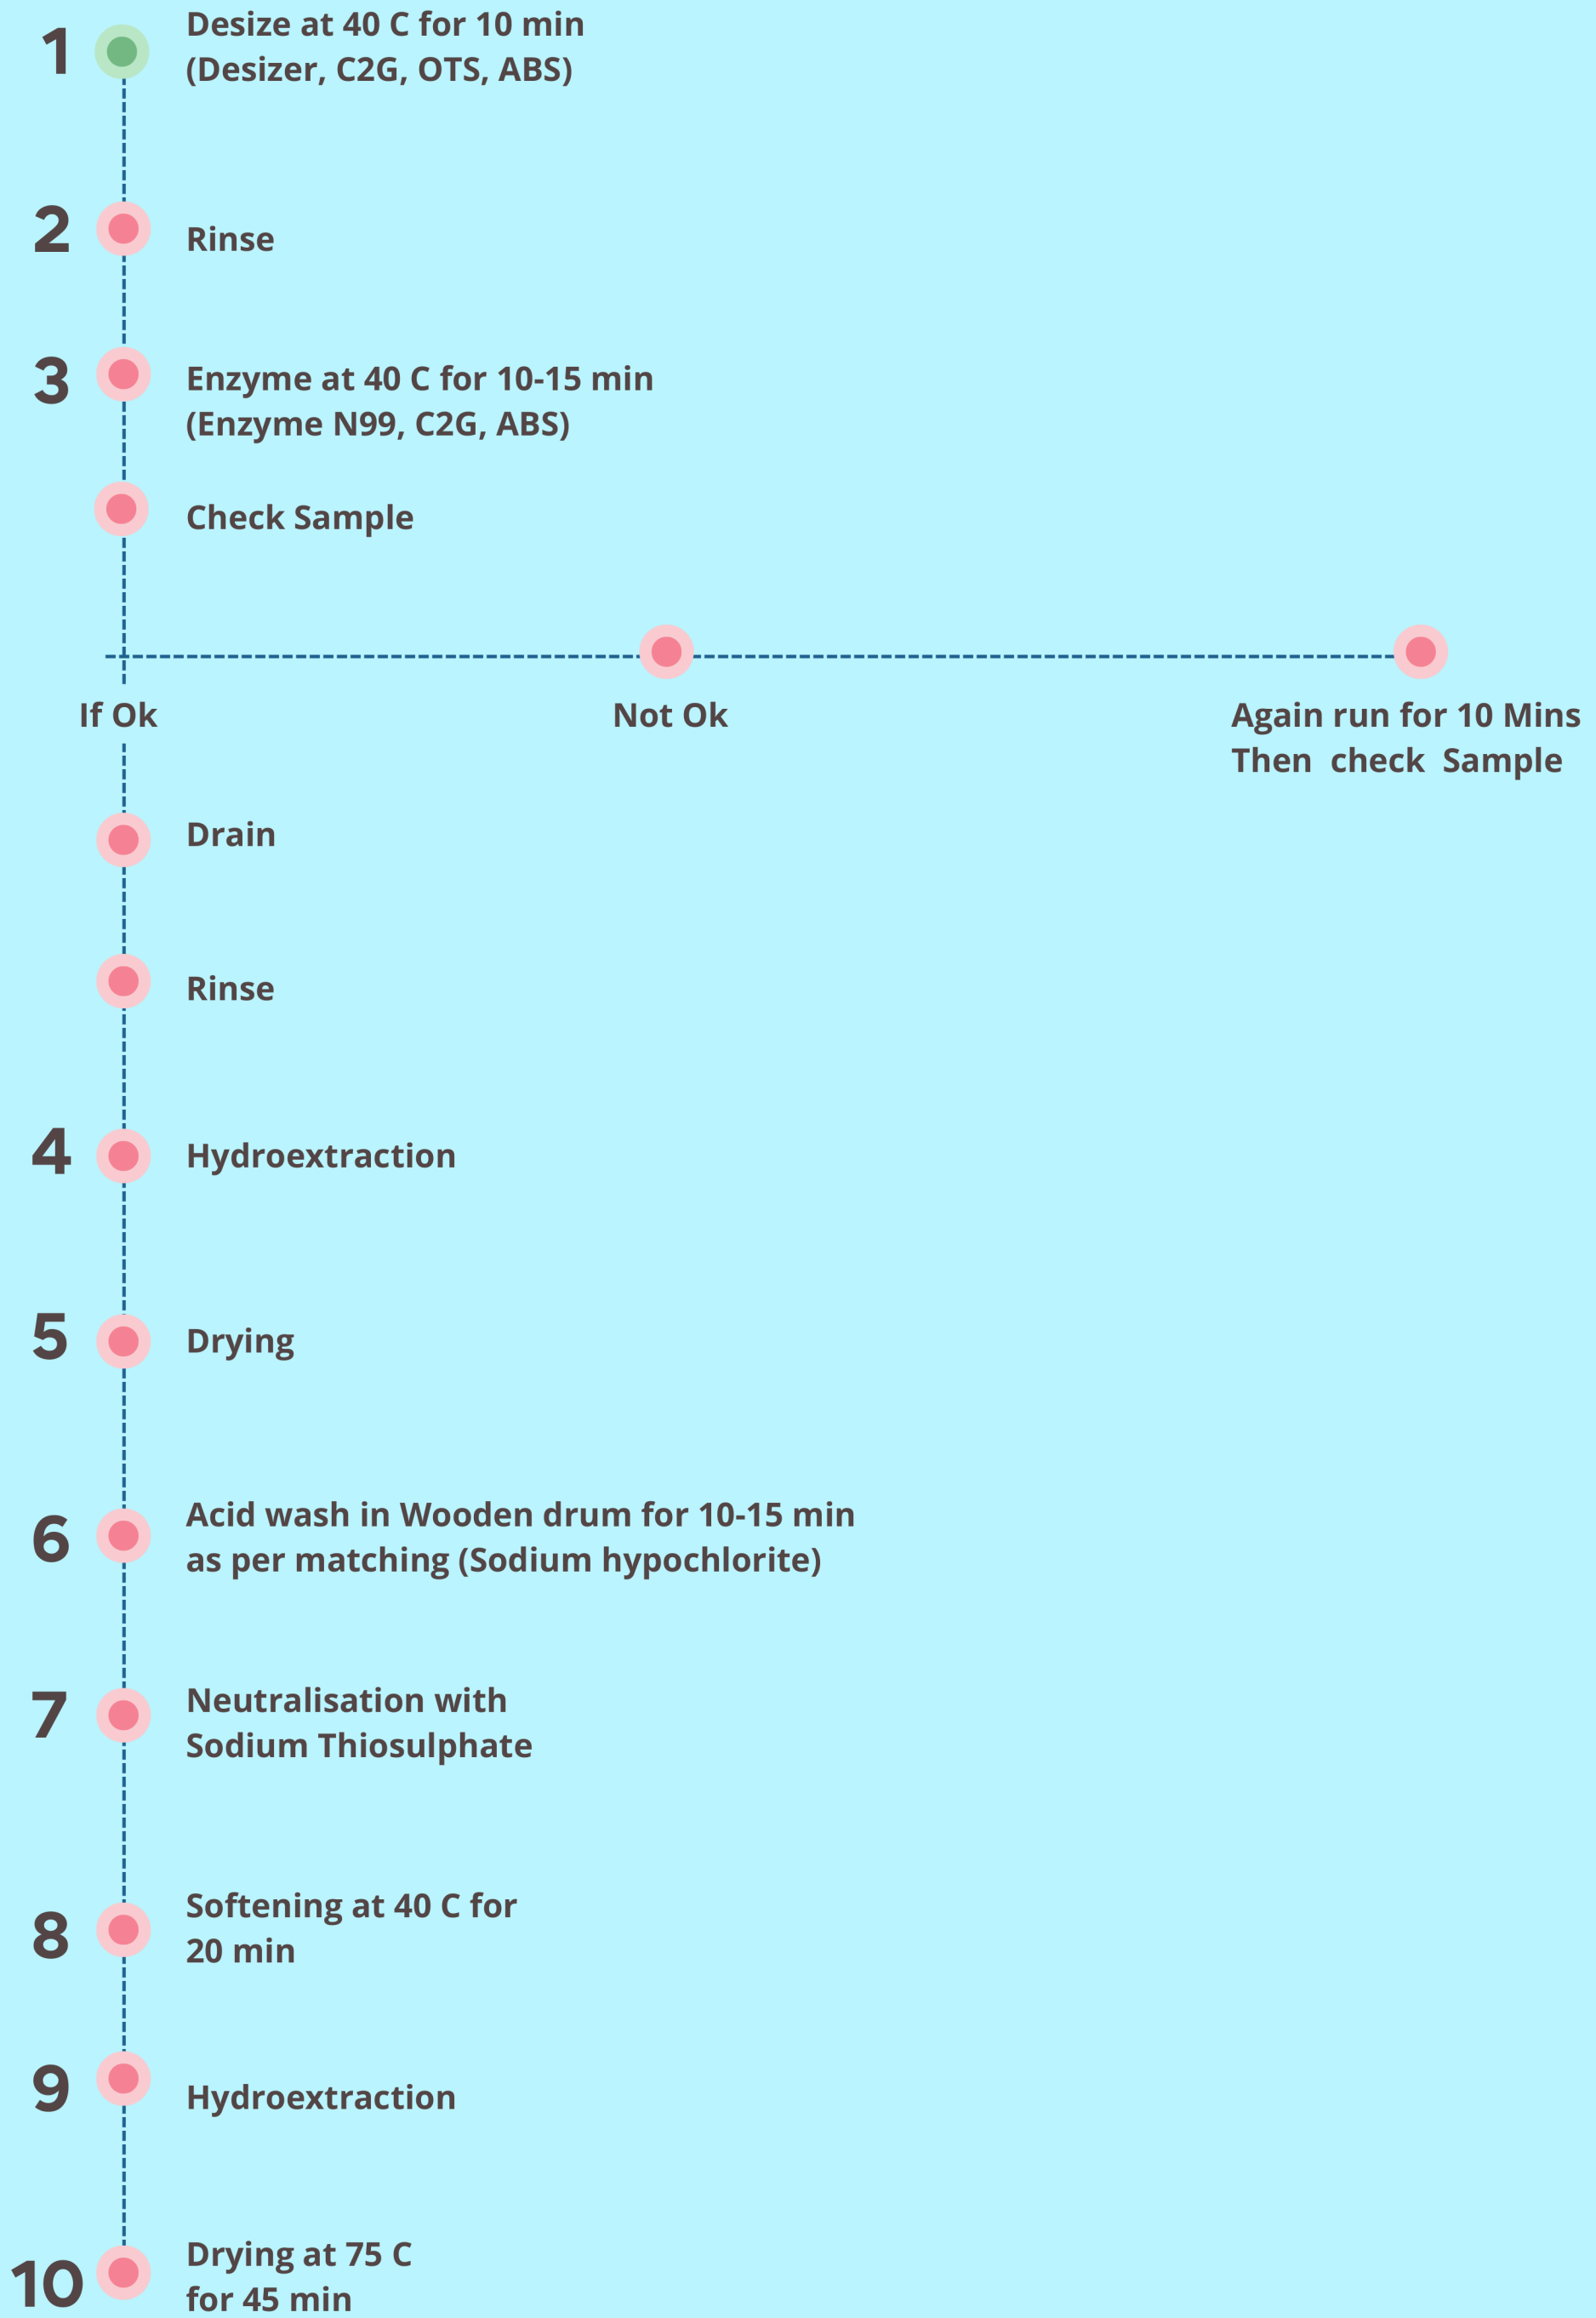 1
Desize at 40 C for 10 min
(Desizer, C2G, OTS, ABS)
2
Rinse
3
Enzyme at 40 C for 10-15 min
(Enzyme N99, C2G, ABS)
Check Sample
If Ok
Not Ok
Again run for 10 Mins
Then check Sample
Drain
Rinse
4
Hydroextraction
5
Drying
6
Acid wash in Wooden drum for 10-15 min
as per matching (Sodium hypochlorite)
7
Neutralisation with
Sodium Thiosulphate
8
Softening at 40 C for
20 min
9
Hydroextraction
10
Drying at 75 C
for 45 min